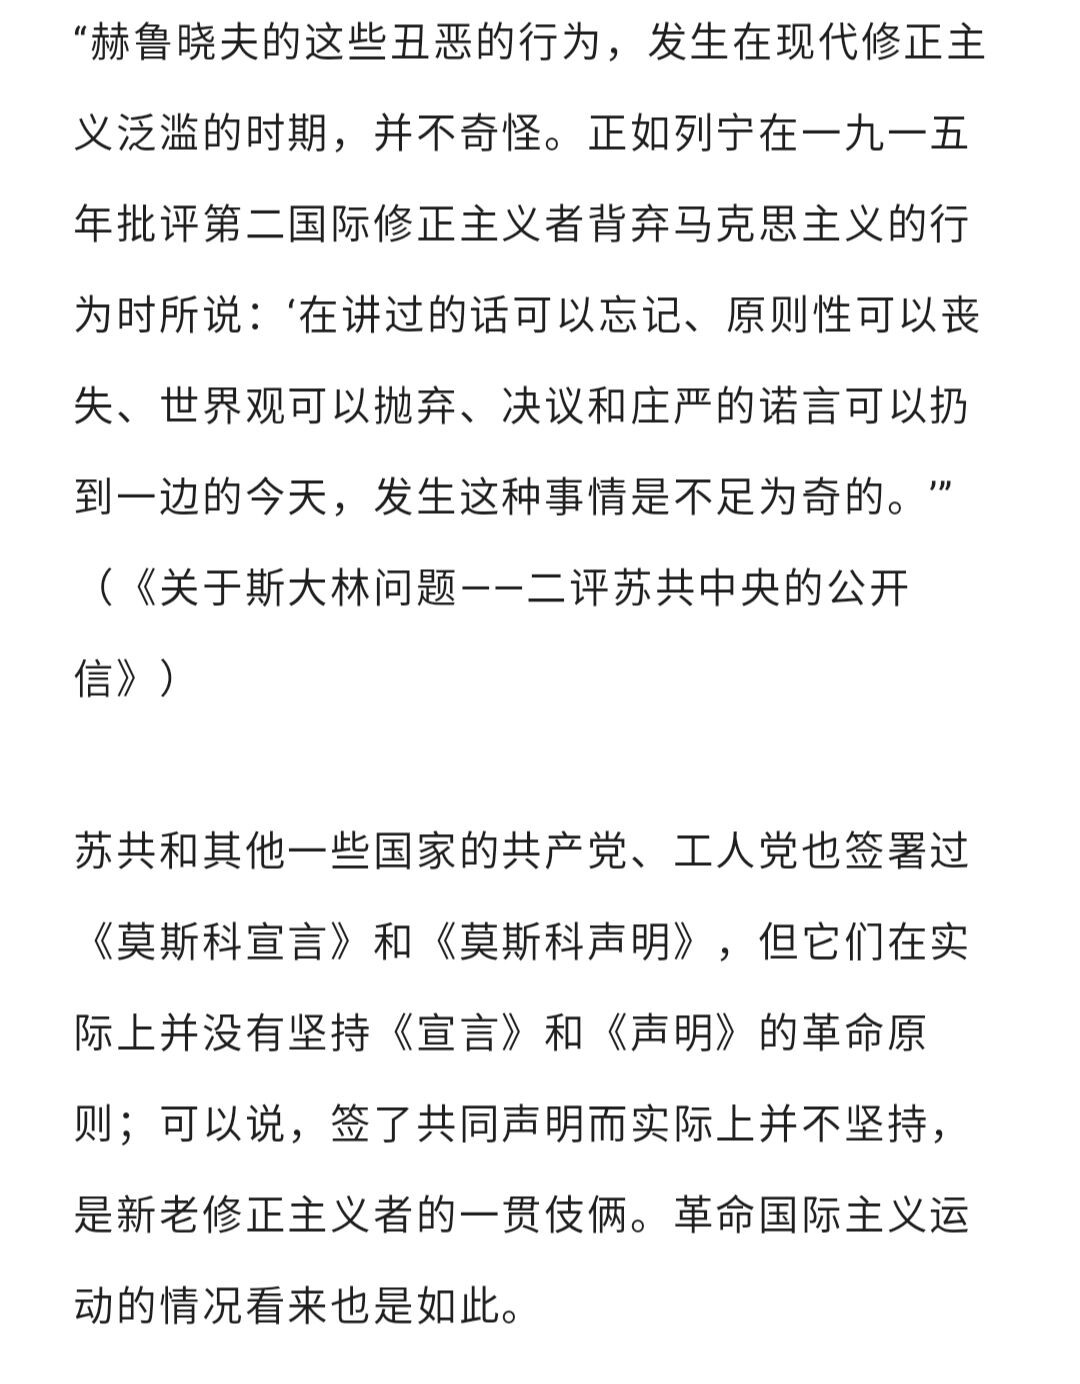 “赫鲁晓夫的这些丑恶的行为，发生在现代修正主
义泛滥的时期，并不奇怪。正如列宁在一九一五
年批评第二国际修正主义者背弃马克思主义的行
为时所说：‘在讲过的话可以忘记、原则性可以丧
失、世界观可以抛弃、决议和庄严的诺言可以扔
到一边的今天，发生这种事情是不足为奇的。’”
（《关于斯大林问题——二评苏共中央的公开
信》）
苏共和其他一些国家的共产党、工人党也签署过
《莫斯科宣言》和《莫斯科声明》，但它们在实
际上并没有坚持《宣言》和《声明》的革命原
则；可以说，签了共同声明而实际上并不坚持，
是新老修正主义者的一贯伎俩。革命国际主义运
动的情况看来也是如此。